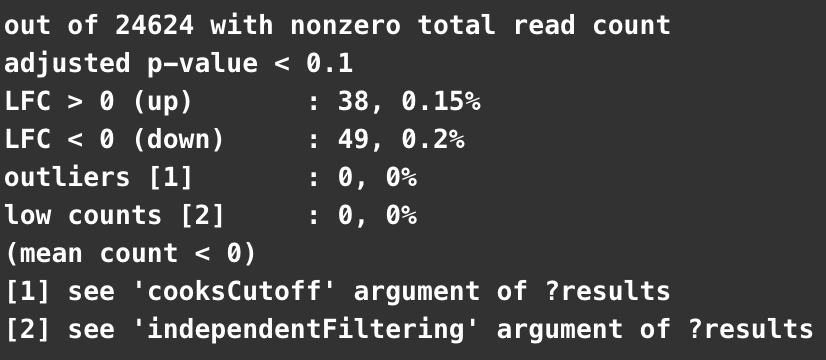 out of 24624 with nonzero total read count
adjusted p-value < 0.1
LFC > 0 (up)       : 38, 0.15%
LFC < 0 (down)     : 49, 0.2%
outliers [1]       : 0, 0%
low counts [2]     : 0, 0%
(mean count < 0)
[1] see 'cooksCutoff' argument of ?results
[2] see 'independentFiltering' argument of ?results